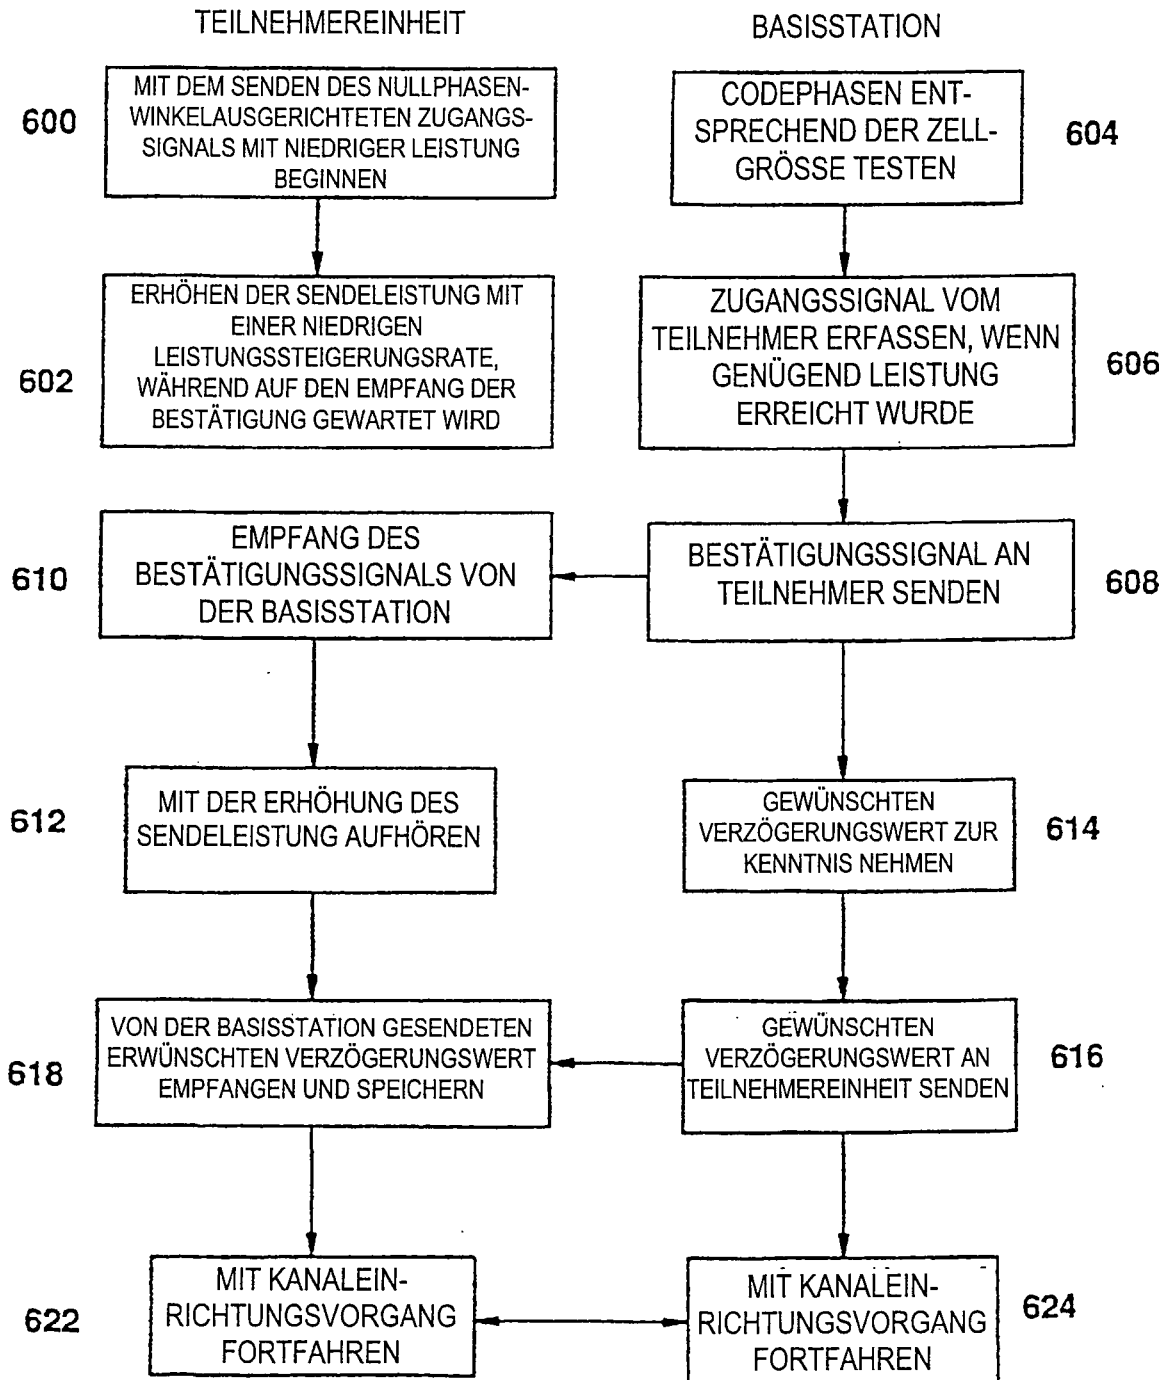 TEILNEHMEREINHEIT
BASISSTATION
600
MIT DEM SENDEN DES NULLPHASEN-
WINKELAUSGERICHTETEN ZUGANGS-
SIGNALS MIT NIEDRIGER LEISTUNG
BEGINNEN
CODEPHASEN ENT-
SPRECHEND DER ZELL-
GRÖSSE TESTEN
604
602
ERHÖHEN DER SENDELEISTUNG MIT
EINER NIEDRIGEN
LEISTUNGSSTEIGERUNGSRATE,
WÄHREND AUF DEN EMPFANG DER
BESTÄTIGUNG GEWARTET WIRD
ZUGANGSSIGNAL VOM
TEILNEHMER ERFASSEN, WENN
GENÜGEND LEISTUNG
ERREICHT WURDE
606
610
EMPFANG DES
BESTÄTIGUNGSSIGNALS VON
DER BASISSTATION
BESTÄTIGUNGSSIGNAL AN
TEILNEHMER SENDEN
608
612
MIT DER ERHÖHUNG DES
SENDELEISTUNG AUFHÖREN
GEWÜNSCHTEN
VERZÖGERUNGSWERT ZUR
KENNTNIS NEHMEN
614
618
VON DER BASISSTATION GESENDETEN
ERWÜNSCHTEN VERZÖGERUNGSWERT
EMPFANGEN UND SPEICHERN
GEWÜNSCHTEN
VERZÖGERUNGSWERT AN
TEILNEHMEREINHEIT SENDEN
616
622
MIT KANALEIN-
RICHTUNGSVORGANG
FORTFAHREN
MIT KANALEIN-
RICHTUNGSVORGANG
FORTFAHREN
624